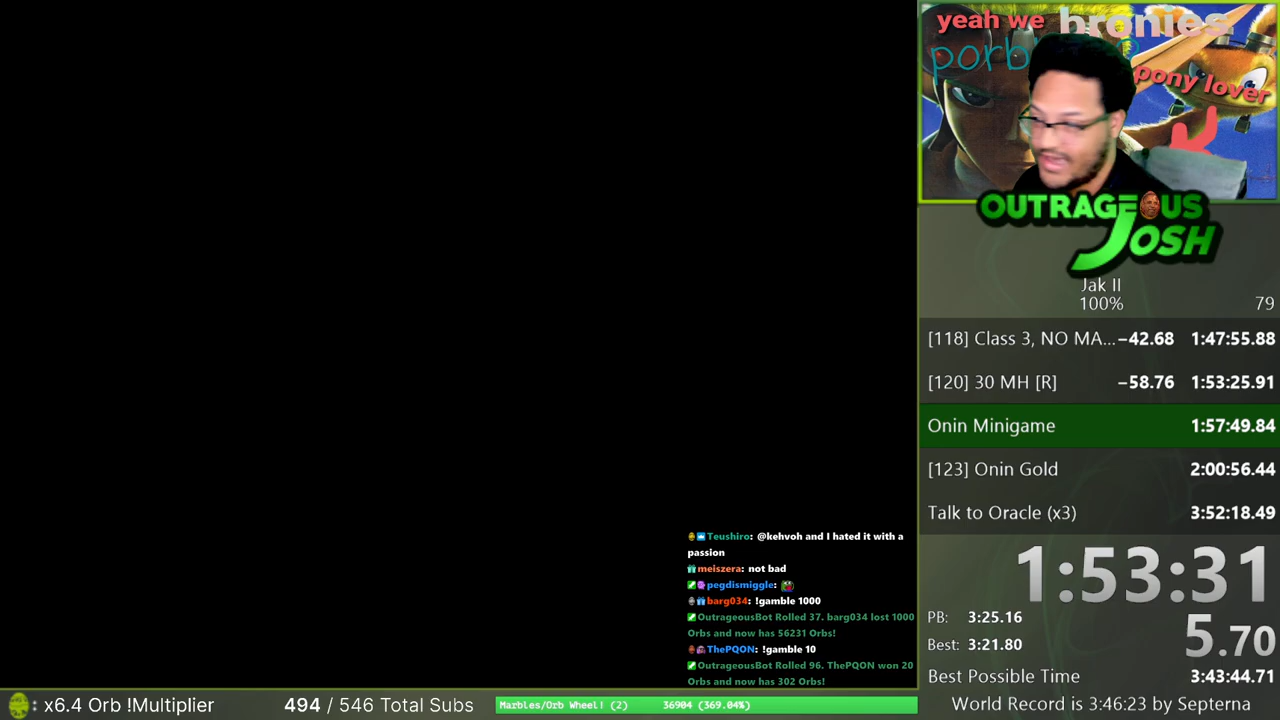 yeah we bronies
porb
pony lover
OUTRAGEOUS
JOSH
Jak II
100% 79
[118] Class 3, NO MA... −42.68 1:47:55.88
[120] 30 MH [R] −58.76 1:53:25.91
Onin Minigame 1:57:49.84
[123] Onin Gold 2:00:56.44
Talk to Oracle (x3) 3:52:18.49
1:53:31
PB: 3:25.16
5.70
Best: 3:21.80
Best Possible Time 3:43:44.71
World Record is 3:46:23 by Septerna
Teushiro: @kehvoh and I hated it with a
passion
meiszera: not bad
pegdismiggle:
barg034: !gamble 1000
OutrageousBot Rolled 37. barg034 lost 1000
Orbs and now has 56231 Orbs!
ThePQON: !gamble 10
OutrageousBot Rolled 96. ThePQON won 20
Orbs and now has 302 Orbs!
: x6.4 Orb !Multiplier 494 / 546 Total Subs Marbles/Orb Wheel! (2) 36904 (369.04%)